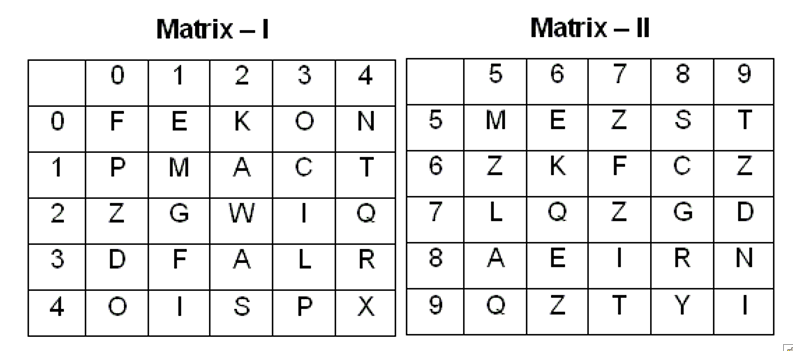 Matrix – I Matrix – II
0 1 2 3 4 5 6 7 8 9
0 F E K O N 5 M E Z S T
1 P M A C T 6 Z K F C Z
2 Z G W I Q 7 L Q Z G D
3 D F A L R 8 A E I R N
4 O I S P X 9 Q Z T Y I